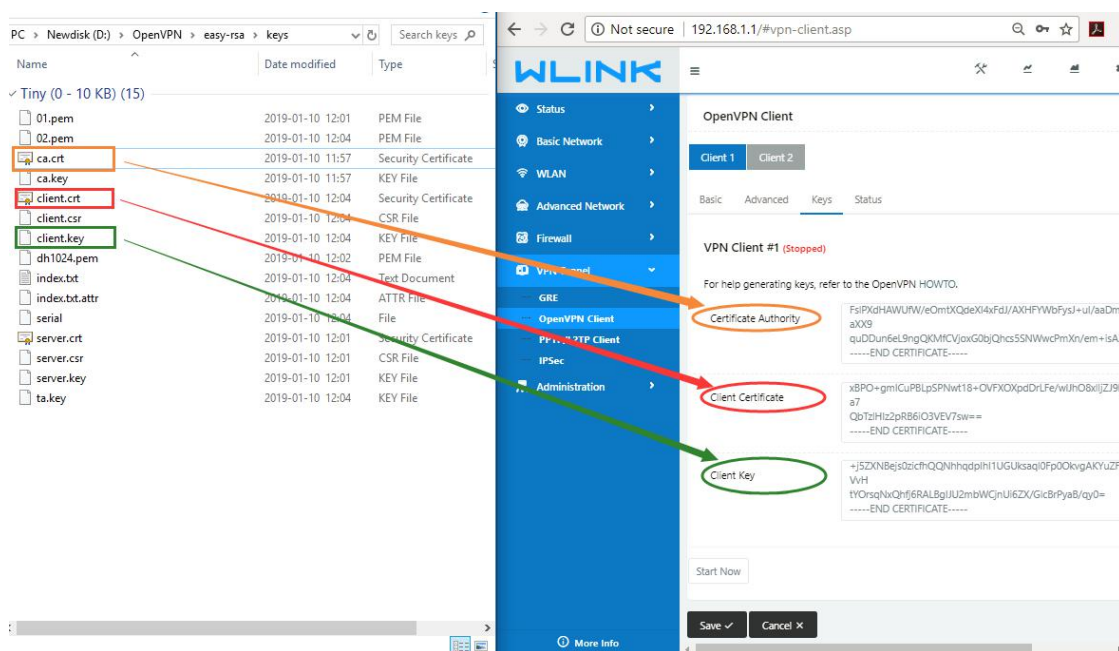 PC > Newdisk (D:) > OpenVPN > easy-rsa > keys
Search keys
Name Date modified Type
Tiny (0 - 10 KB) (15)
01.pem 2019-01-10 12:01 PEM File
02.pem 2019-01-10 12:04 PEM File
ca.crt 2019-01-10 11:57 Security Certificate
ca.key 2019-01-10 11:57 KEY File
client.crt 2019-01-10 12:04 Security Certificate
client.csr 2019-01-10 12:04 CSR File
client.key 2019-01-10 12:04 KEY File
dh1024.pem 2019-01-10 12:02 PEM File
index.txt 2019-01-10 12:04 Text Document
index.txt.attr 2019-01-10 12:04 ATTR File
serial 2019-01-10 12:04 File
server.crt 2019-01-10 12:01 Security Certificate
server.csr 2019-01-10 12:01 CSR File
server.key 2019-01-10 12:01 KEY File
ta.key 2019-01-10 12:04 KEY File
Not secure | 192.168.1.1/#vpn-client.asp
WLINK
Status
Basic Network
WLAN
Advanced Network
Firewall
VPN Tunnel
GRE
OpenVPN Client
PPTP/L2TP Client
IPSec
Administration
More Info
OpenVPN Client
Client 1 Client 2
Basic Advanced Keys Status
VPN Client #1 (Stopped)
For help generating keys, refer to the OpenVPN HOWTO.
Certificate Authority
aXX9
-----END CERTIFICATE-----
Client Certificate
a7
QbTzIHIz2pRB6iO3VEV7sw==
-----END CERTIFICATE-----
Client Key
VvH
-----END CERTIFICATE-----
Start Now
Save Cancel